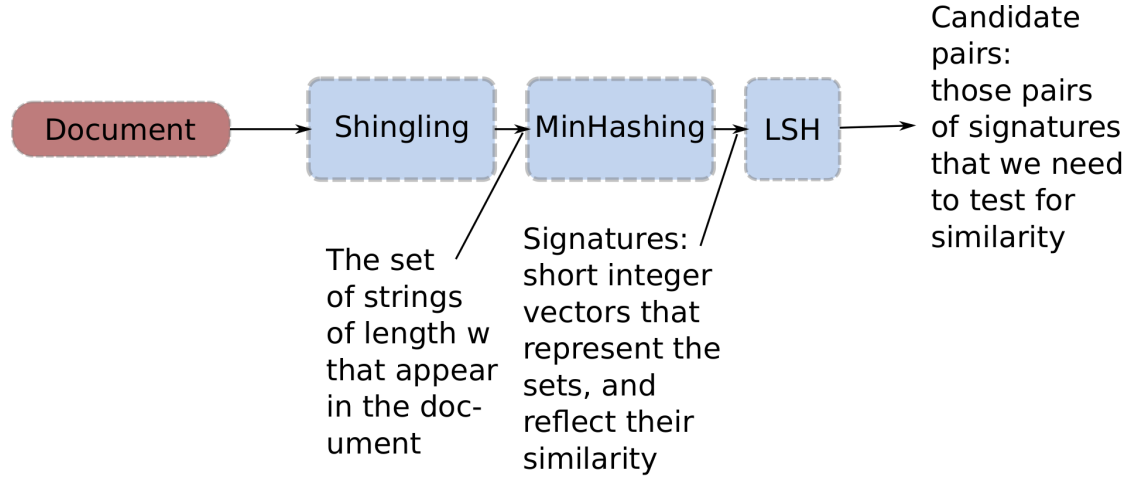 Document
Shingling
MinHashing
LSH
Candidate
pairs:
those pairs
of signatures
that we need
to test for
similarity
The set
of strings
of length w
that appear
in the doc-
ument
Signatures:
short integer
vectors that
represent the
sets, and
reflect their
similarity